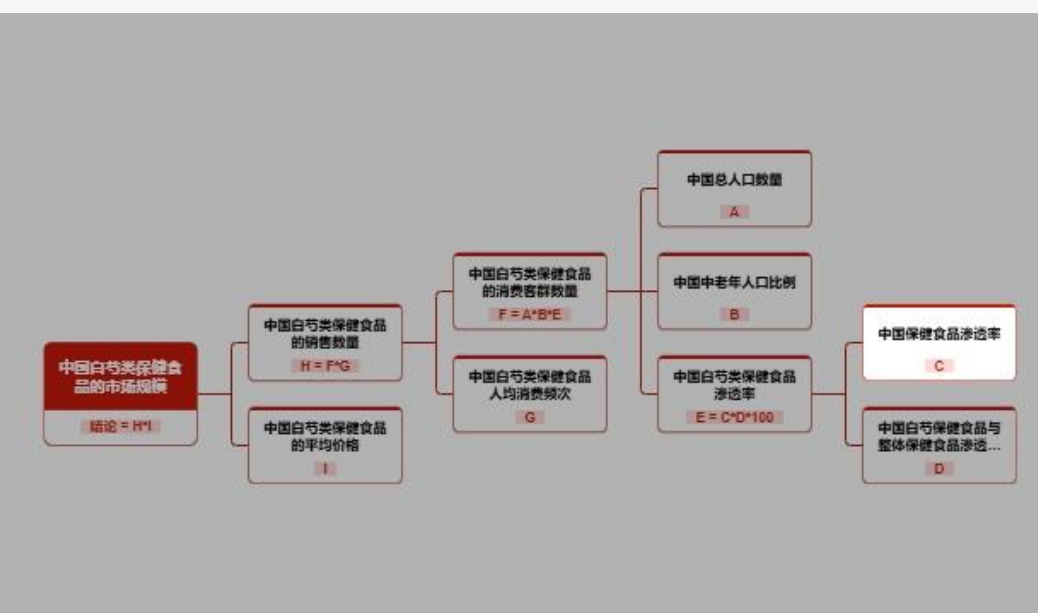 中国总人口数量
A
中国白芍类保健食品
的消费客群数量
F = A*B*E
中国中老年人口比例
B
中国白芍类保健食品
的销售数量
H = F*G
中国保健食品渗透率
C
中国白芍类保健食
品的市场规模
结论 = H*I
中国白芍类保健食品
人均消费频次
G
中国白芍类保健食品
渗透率
E = C*D*100
中国白芍类保健食品
的平均价格
I
中国白芍保健食品与
整体保健食品渗透...
D